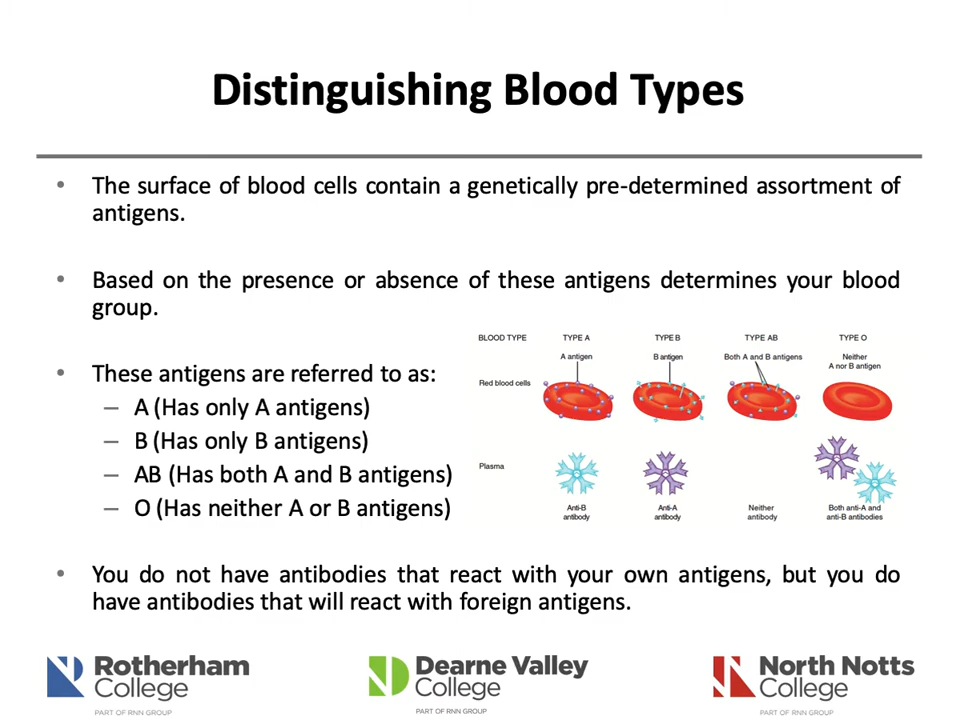 Distinguishing Blood Types
• The surface of blood cells contain a genetically pre-determined assortment of
antigens.
• Based on the presence or absence of these antigens determines your blood
group.
• These antigens are referred to as:
– A (Has only A antigens)
– B (Has only B antigens)
– AB (Has both A and B antigens)
– O (Has neither A or B antigens)
BLOOD TYPE TYPE A TYPE B TYPE AB TYPE O
A antigen B antigen Both A and B antigens Neither
A nor B antigen
Red blood cells
Plasma
Anti-B Anti-A Neither Both anti-A and
antibody antibody antibody anti-B antibodies
• You do not have antibodies that react with your own antigens, but you do
have antibodies that will react with foreign antigens.
Rotherham Dearne Valley North Notts
College College College
PART OF RNN GROUP PART OF RNN GROUP PART OF RNN GROUP